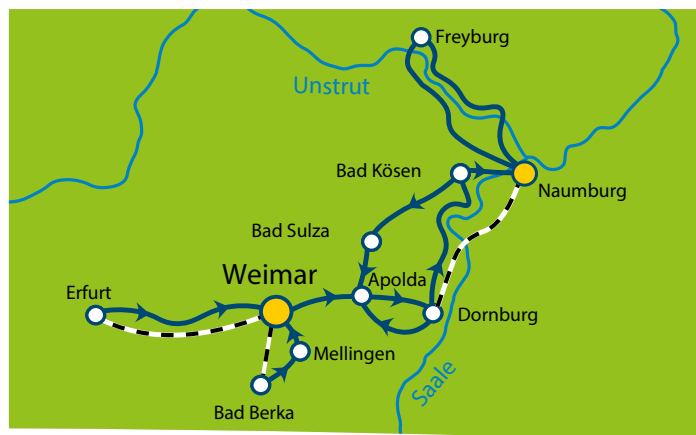 Freyburg
Unstrut
Bad Kösen
Naumburg
Bad Sulza
Weimar
Apolda
Erfurt
Dornburg
Mellingen
Saale
Bad Berka